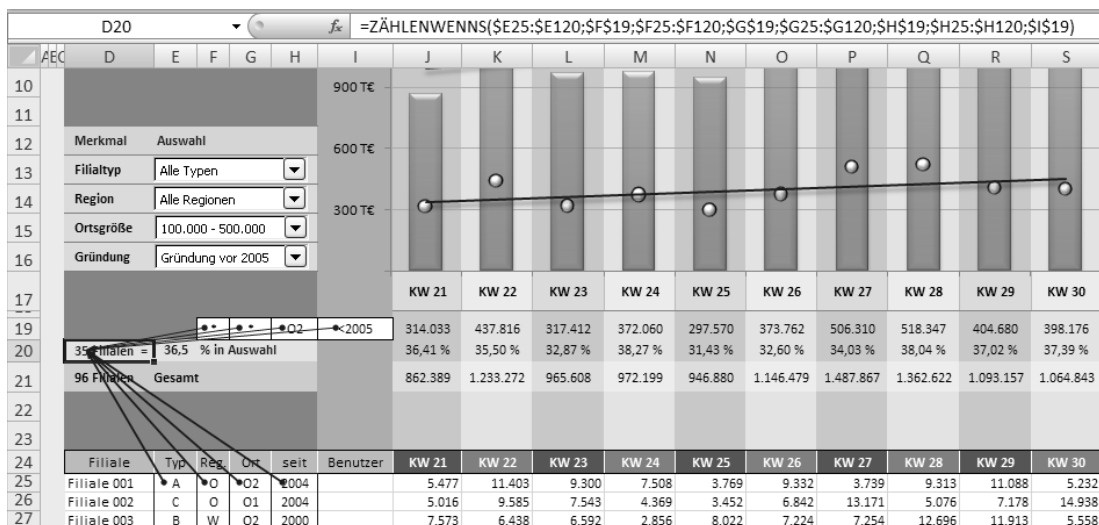 D20 fx =ZÄHLENWENNS($E25:$E120;$F$19;$F25:$F120;$G$19;$G25:$G120;$H$19;$H25:$H120;$I$19)
D E F G H I J K L M N O P Q R S
10 900 T€
11
12 Merkmal Auswahl 600 T€
13 Filialtyp Alle Typen
14 Region Alle Regionen 300 T€
15 Ortsgröße 100.000 - 500.000
16 Gründung Gründung vor 2005
17 KW 21 KW 22 KW 23 KW 24 KW 25 KW 26 KW 27 KW 28 KW 29 KW 30
19 * * O2 <2005 314.033 437.816 317.412 372.060 297.570 373.762 506.310 518.347 404.680 398.176
20 35 Filialen = 36,5 % in Auswahl 36,41 % 35,50 % 32,87 % 38,27 % 31,43 % 32,60 % 34,03 % 38,04 % 37,02 % 37,39 %
21 96 Filialen Gesamt 862.389 1.233.272 965.608 972.199 946.880 1.146.479 1.487.867 1.362.622 1.093.157 1.064.843
22
23
24 Filiale Typ Reg. Ort seit Benutzer KW 21 KW 22 KW 23 KW 24 KW 25 KW 26 KW 27 KW 28 KW 29 KW 30
25 Filiale 001 A O O2 2004 5.477 11.403 9.300 7.508 3.769 9.332 3.739 9.313 11.088 5.232
26 Filiale 002 C O O1 2004 5.016 9.585 7.543 4.369 3.452 6.842 13.171 5.076 7.178 14.938
27 Filiale 003 B W O2 2000 7.573 6.438 6.592 2.856 8.022 7.224 7.254 12.696 11.913 5.558